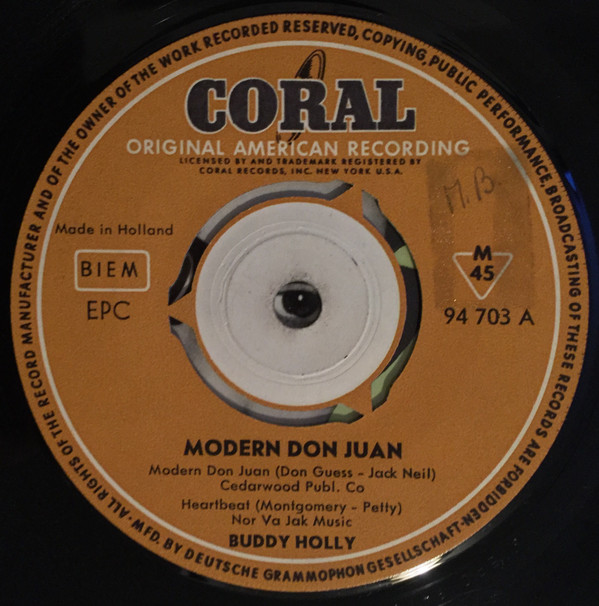 ALL RIGHTS OF THE RECORD MANUFACTURER AND OF THE OWNER OF THE WORK RECORDED RESERVED, COPYING, PUBLIC PERFORMANCE, BROADCASTING OF THESE RECORDS ARE FORBIDDEN-MFD. BY DEUTSCHE GRAMMOPHON GESELLSCHAFT-
CORAL
ORIGINAL AMERICAN RECORDING
LICENSED BY AND TRADEMARK REGISTERED BY
CORAL RECORDS, INC. NEW YORK U.S.A.
M.B.
Made in Holland
BIEM
EPC
M
45
94 703 A
MODERN DON JUAN
Modern Don Juan (Don Guess - Jack Neil)
Cedarwood Publ. Co
Heartbeat (Montgomery - Petty)
Nor Va Jak Music
BUDDY HOLLY